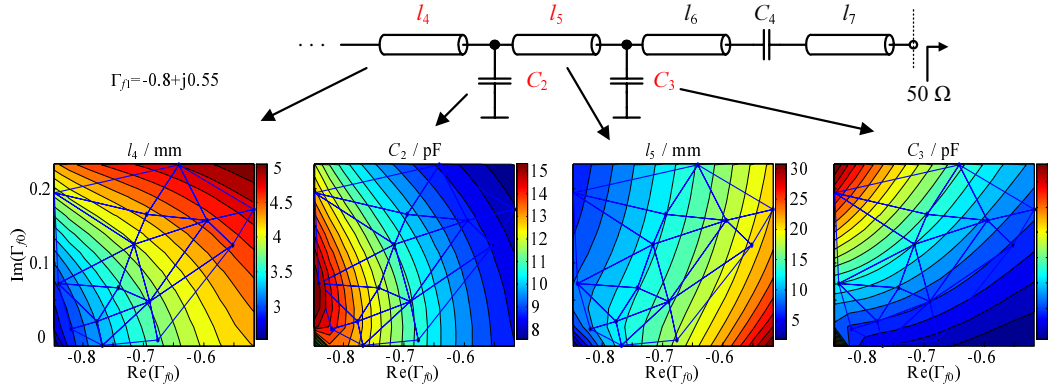 l4 l5 l6 C4 l7
· · ·
C2 C3
Γf1=-0.8+j0.55
50 Ω
l4 / mm C2 / pF l5 / mm C3 / pF
5 15 30
0.2 14
4.5 25
13
4 12 20
Im(Γf0) 0.1
3.5 11 15
10 10
3 9 5
0 8
-0.8 -0.7 -0.6 -0.8 -0.7 -0.6 -0.8 -0.7 -0.6 -0.8 -0.7 -0.6
Re(Γf0) Re(Γf0) Re(Γf0) Re(Γf0)